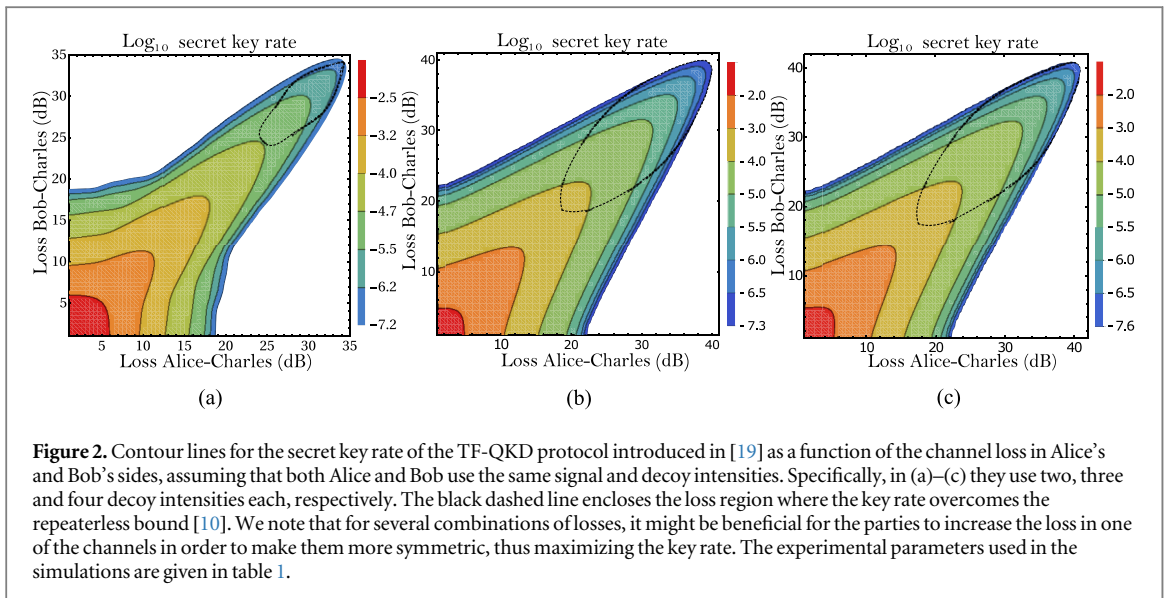 Log₁₀ secret key rate
Log₁₀ secret key rate
Log₁₀ secret key rate
35
30
25
20
15
10
5
Loss Bob–Charles (dB)
5
10
15
20
25
30
35
Loss Alice-Charles (dB)
−2.5
−3.2
−4.0
−4.7
−5.5
−6.2
−7.2
(a)
40
30
20
10
Loss Bob–Charles (dB)
10
20
30
40
Loss Alice-Charles (dB)
−2.0
−3.0
−4.0
−5.0
−5.5
−6.0
−6.5
−7.3
(b)
40
30
20
10
Loss Bob–Charles (dB)
10
20
30
40
Loss Alice-Charles (dB)
−2.0
−3.0
−4.0
−5.0
−5.5
−6.0
−6.5
−7.6
(c)
Figure 2. Contour lines for the secret key rate of the TF-QKD protocol introduced in [19] as a function of the channel loss in Alice's
and Bob's sides, assuming that both Alice and Bob use the same signal and decoy intensities. Specifically, in (a)–(c) they use two, three
and four decoy intensities each, respectively. The black dashed line encloses the loss region where the key rate overcomes the
repeaterless bound [10]. We note that for several combinations of losses, it might be beneficial for the parties to increase the loss in one
of the channels in order to make them more symmetric, thus maximizing the key rate. The experimental parameters used in the
simulations are given in table 1.